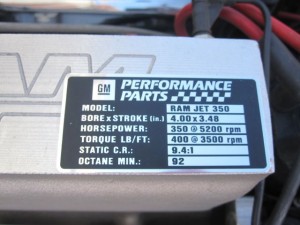 AM
GM
PERFORMANCE
PARTS
MODEL: RAM JET 350
BORE x STROKE (in.) 4.00 x 3.48
HORSEPOWER: 350 @ 5200 rpm
TORQUE LB/FT: 400 @ 3500 rpm
STATIC C.R.: 9.4:1
OCTANE MIN.: 92